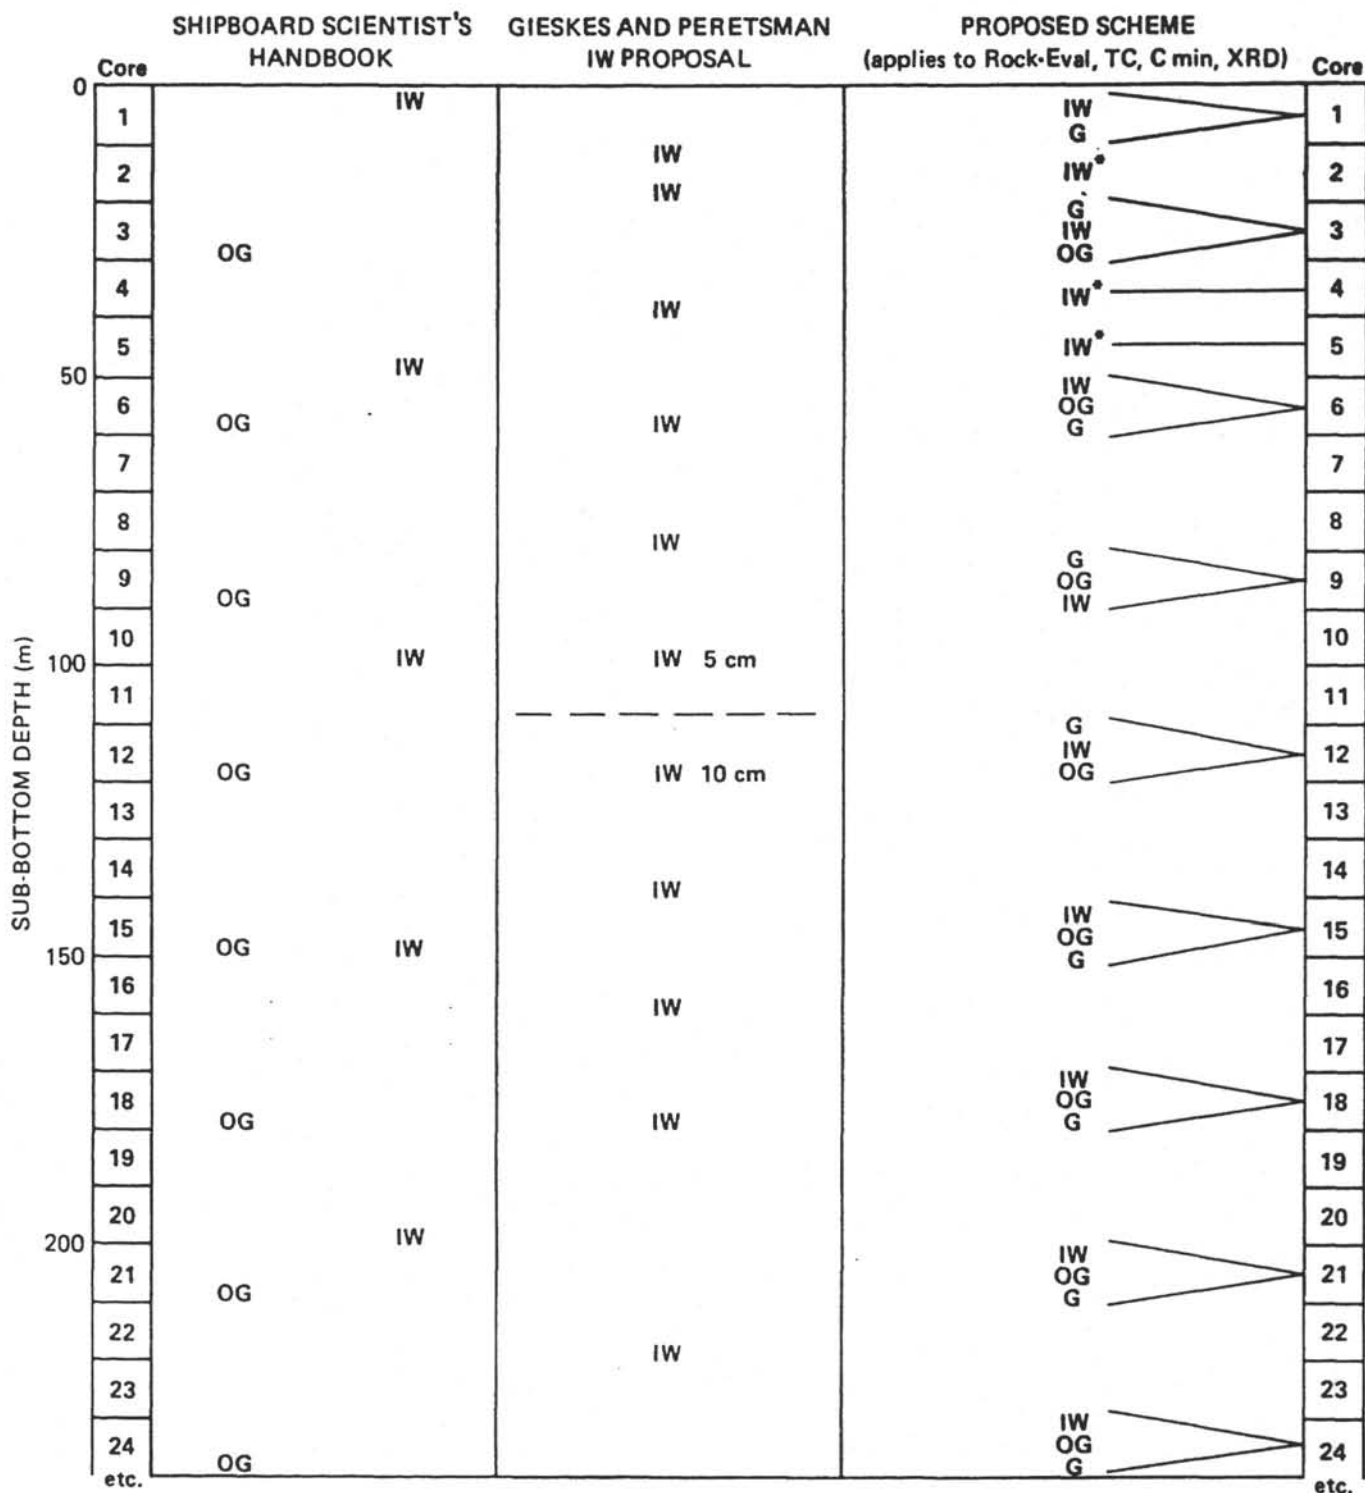 SHIPBOARD SCIENTIST'S HANDBOOK
GIESKES AND PERETSMAN IW PROPOSAL
PROPOSED SCHEME
(applies to Rock-Eval, TC, C min, XRD)
Core
Core
SUB-BOTTOM DEPTH (m)
0
IW
1
IW
G
1
IW
2
IW*
2
IW
G
3
OG
IW
3
OG
4
IW
IW*
4
5
IW*
5
50
IW
IW
6
OG
IW
OG
6
G
7
7
8
IW
8
G
9
OG
OG
9
IW
10
10
100
IW
IW 5 cm
11
11
G
12
IW
12
OG
IW 10 cm
OG
13
13
14
IW
14
IW
15
OG
IW
OG
15
150
G
16
IW
16
17
17
IW
18
OG
18
OG
IW
G
19
19
20
20
200
IW
IW
21
OG
OG
21
G
22
22
IW
23
23
IW
24
OG
OG
24
G
etc.
etc.